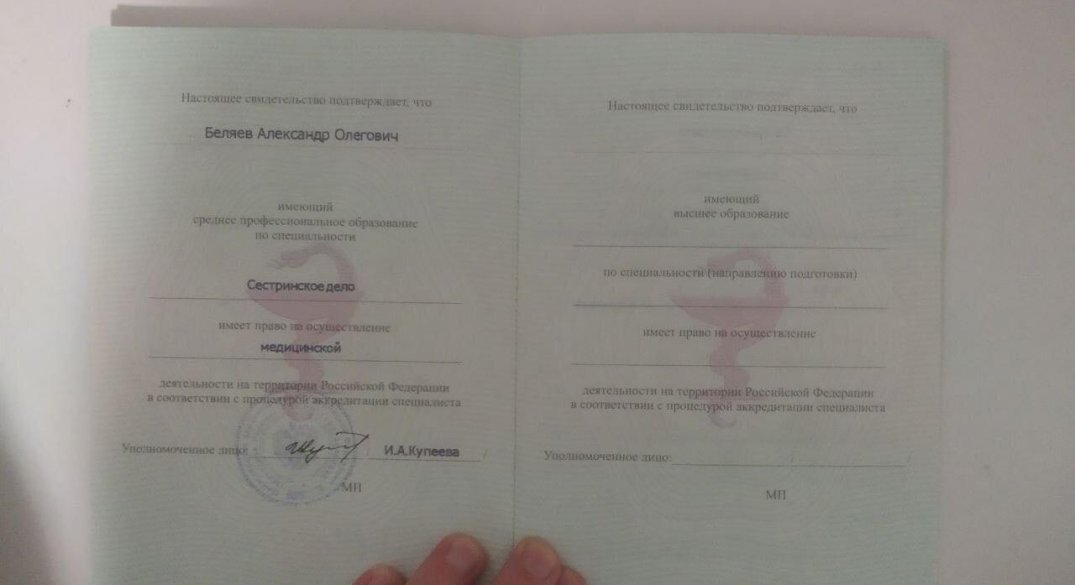 Настоящее свидетельство подтверждает, что
Беляев Александр Олегович
имеющий
среднее профессиональное образование
по специальности
Сестринское дело
имеет право на осуществление
медицинской
деятельности на территории Российской Федерации
в соответствии с процедурой аккредитации специалиста
Уполномоченное лицо: И.А.Купеева
МП
Настоящее свидетельство подтверждает, что
имеющий
высшее образование
по специальности (направлению подготовки)
имеет право на осуществление
деятельности на территории Российской Федерации
в соответствии с процедурой аккредитации специалиста
Уполномоченное лицо:
МП